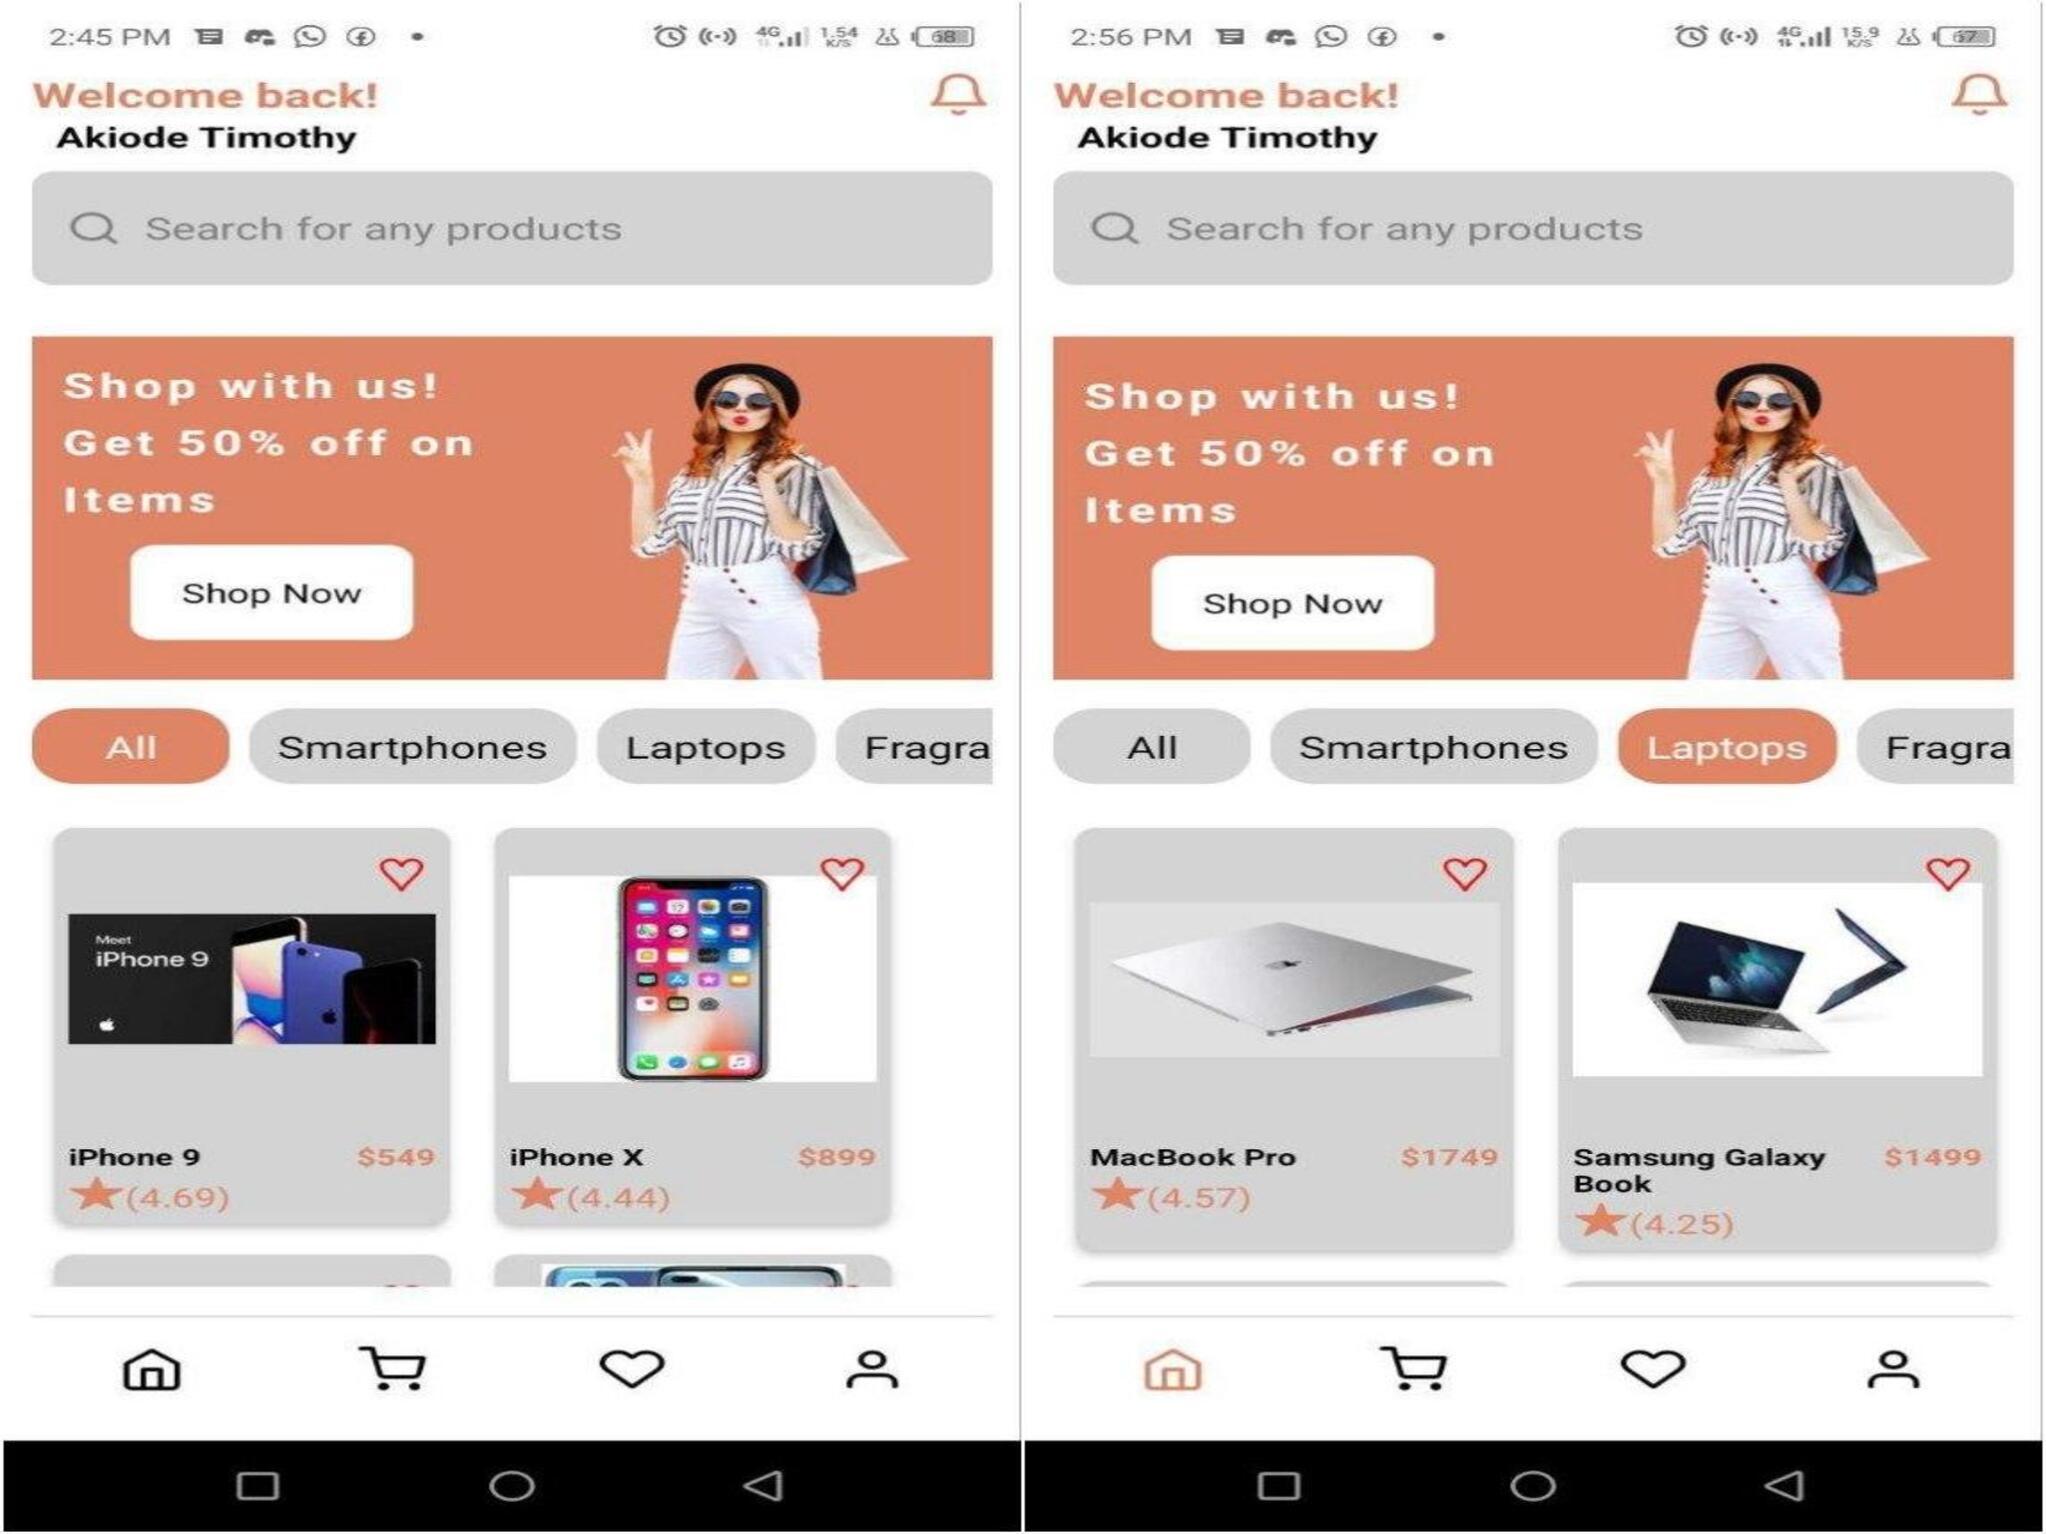 2:45 PM 4G 1.54 K/S 68
Welcome back!
Akiode Timothy
Search for any products
Shop with us!
Get 50% off on
Items
Shop Now
All Smartphones Laptops Fragra
Meet
iPhone 9
iPhone 9 $549
(4.69)
iPhone X $899
(4.44)
2:56 PM 4G 15.9 K/S 67
Welcome back!
Akiode Timothy
Search for any products
Shop with us!
Get 50% off on
Items
Shop Now
All Smartphones Laptops Fragra
MacBook Pro $1749
(4.57)
Samsung Galaxy $1499
Book
(4.25)